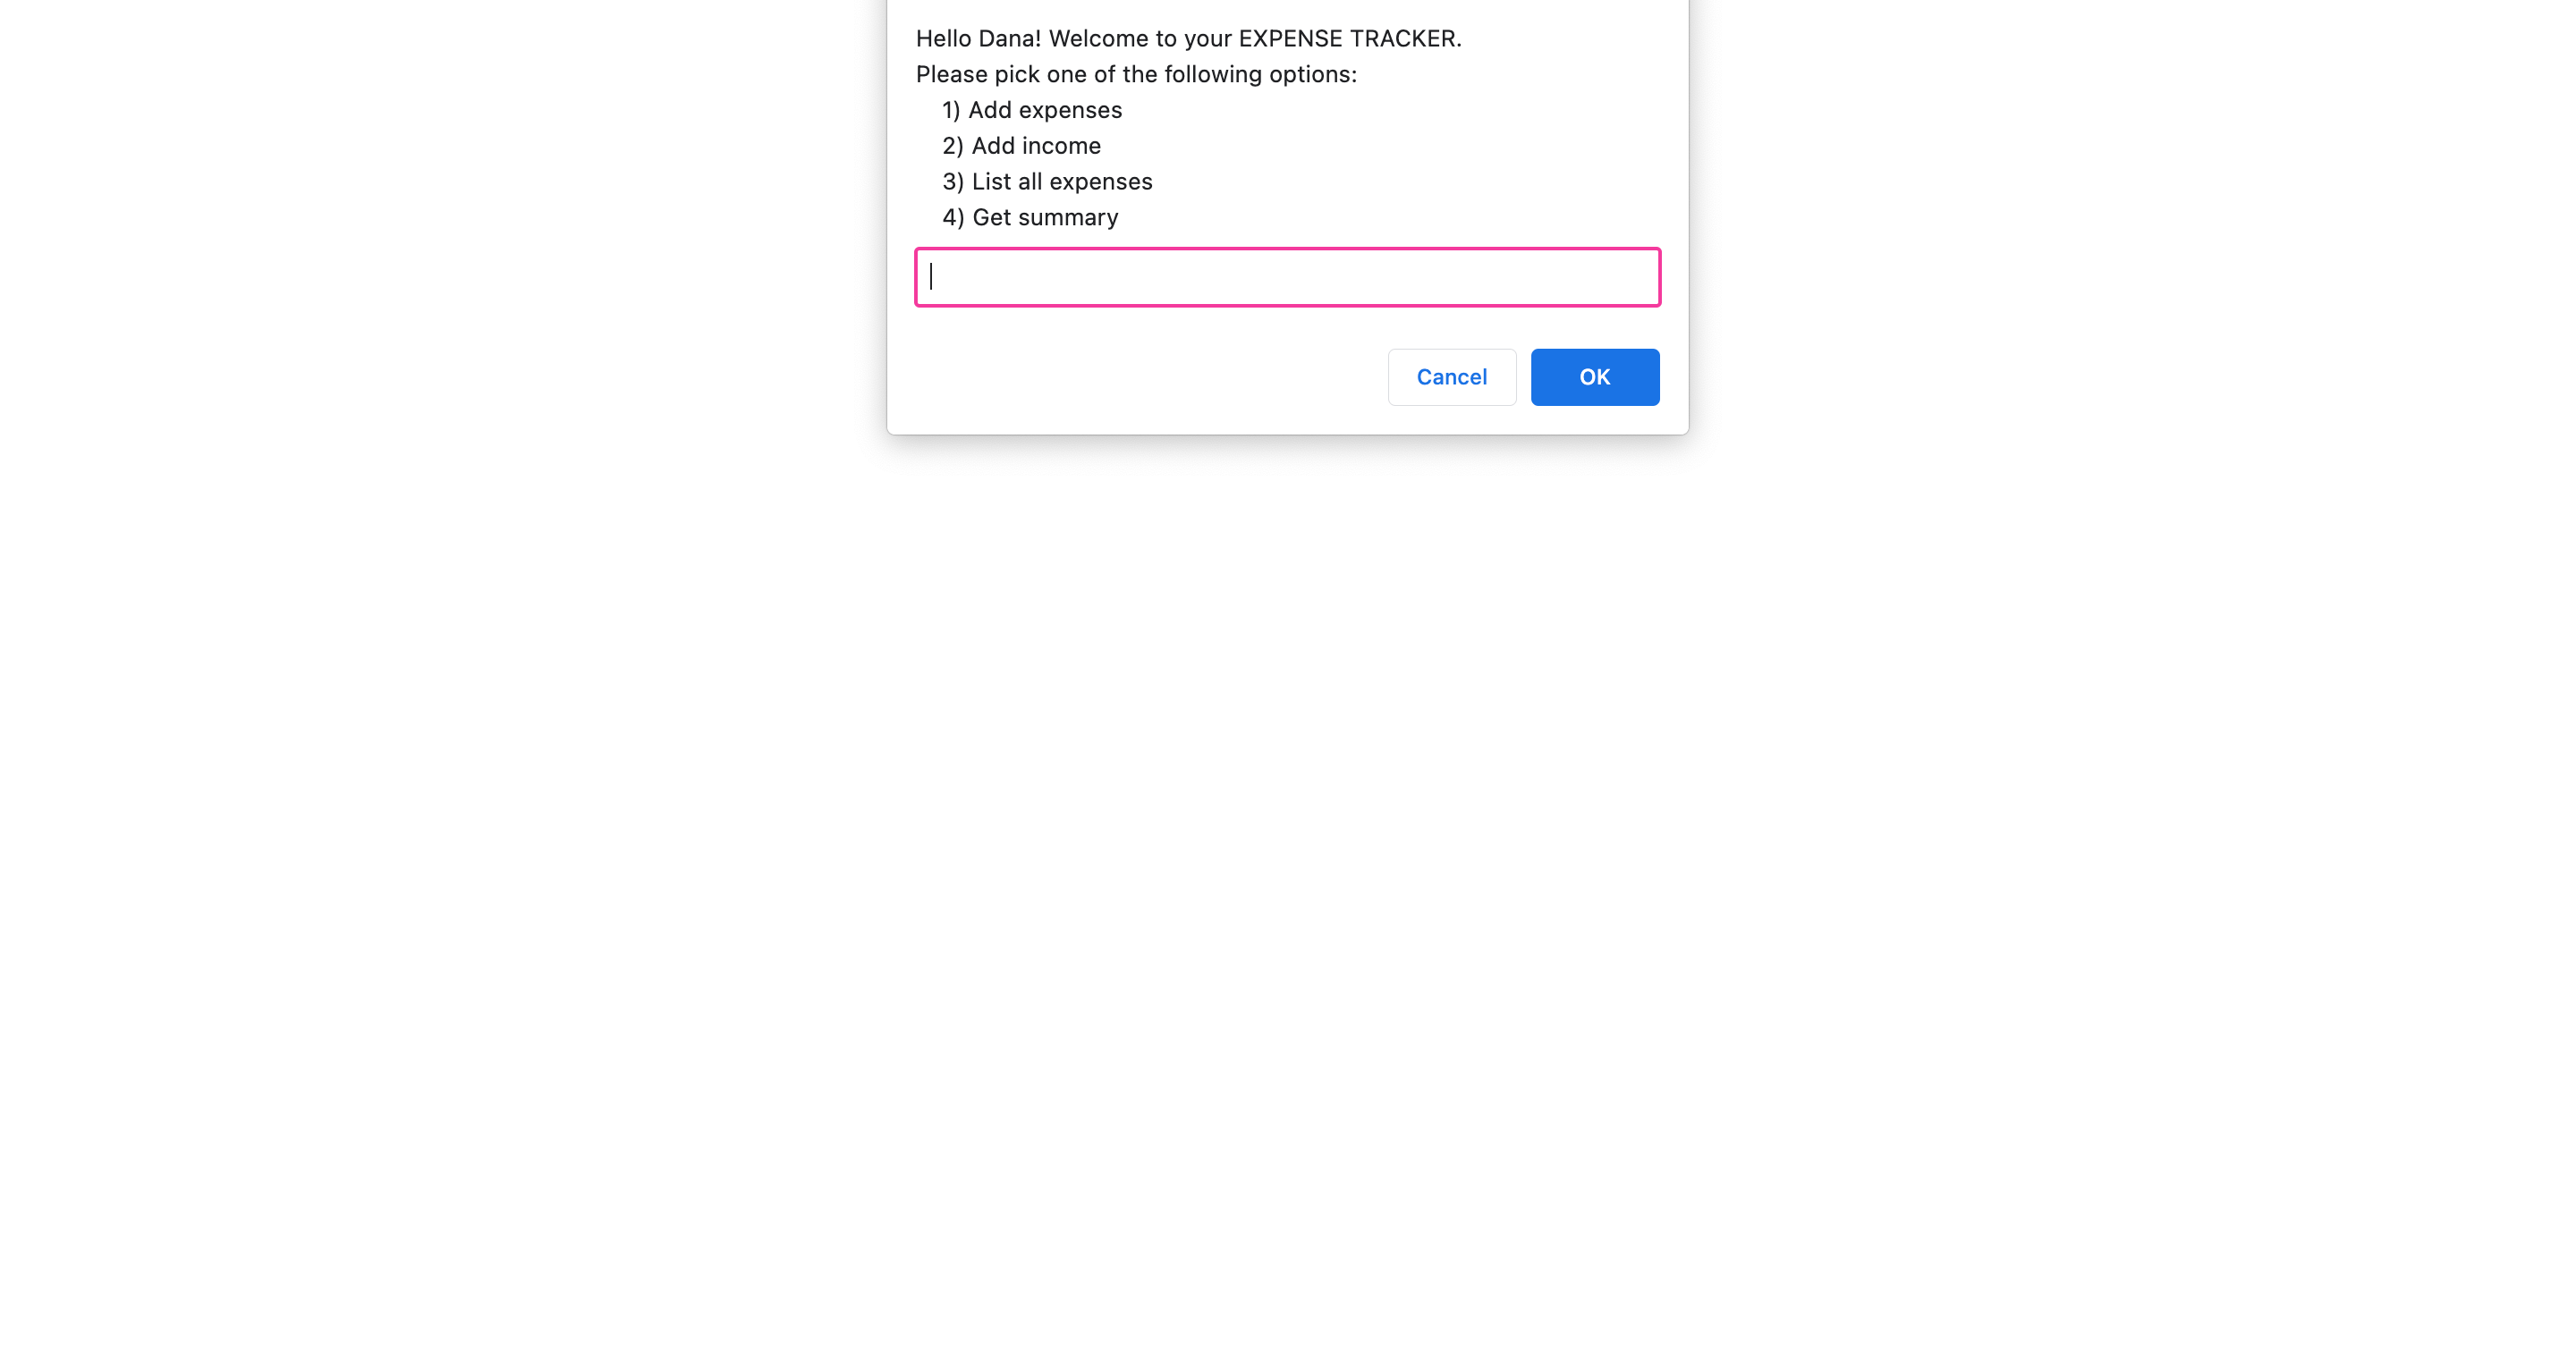 Hello Dana! Welcome to your EXPENSE TRACKER.
Please pick one of the following options:
1) Add expenses
2) Add income
3) List all expenses
4) Get summary
Cancel OK